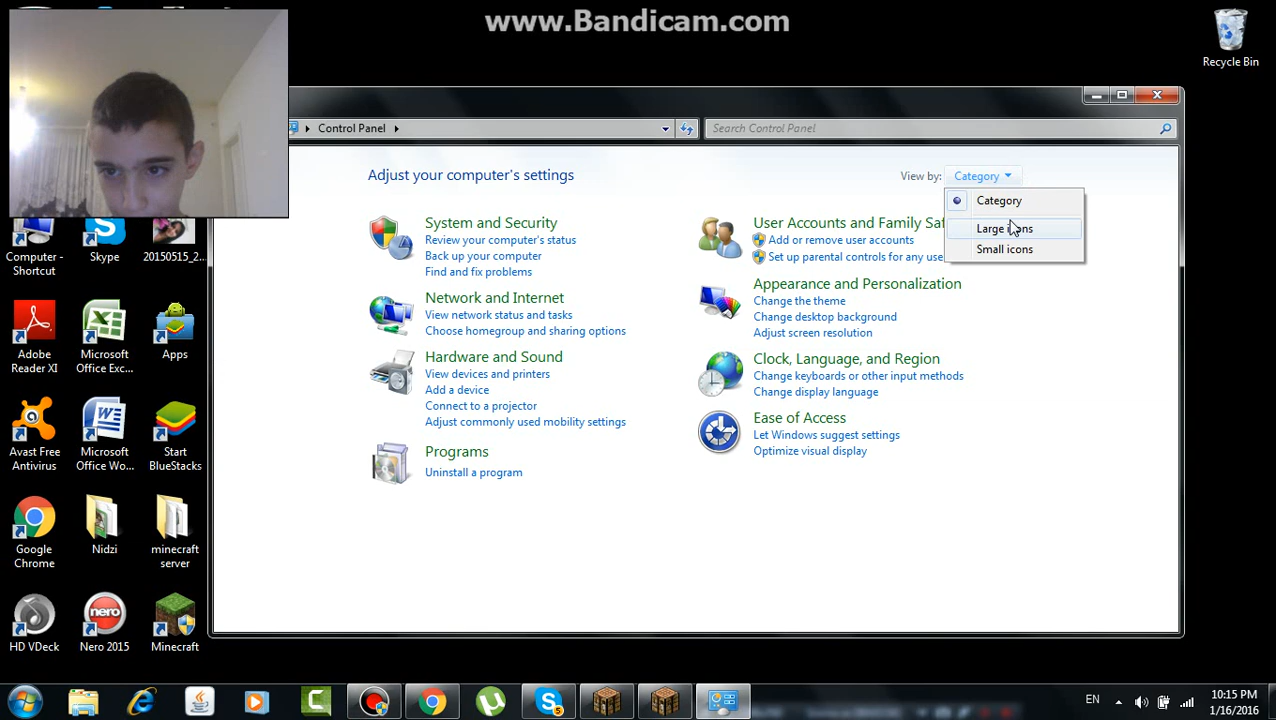 www.Bandicam.com
Recycle Bin
Control Panel
Search Control Panel
Adjust your computer's settings
View by:
Category
Category
Large icons
Small icons
System and Security
Review your computer's status
Back up your computer
Find and fix problems
Network and Internet
View network status and tasks
Choose homegroup and sharing options
Hardware and Sound
View devices and printers
Add a device
Connect to a projector
Adjust commonly used mobility settings
Programs
Uninstall a program
User Accounts and Family Saf
Add or remove user accounts
Set up parental controls for any use
Appearance and Personalization
Change the theme
Change desktop background
Adjust screen resolution
Clock, Language, and Region
Change keyboards or other input methods
Change display language
Ease of Access
Let Windows suggest settings
Optimize visual display
Computer -
Shortcut
Skype
20150515_2...
Adobe
Reader XI
Microsoft
Office Exc...
Apps
Avast Free
Antivirus
Microsoft
Office Wo...
Start
BlueStacks
Google
Chrome
Nidzi
minecraft
server
HD VDeck
nero
Nero 2015
Minecraft
5
EN
10:15 PM
1/16/2016